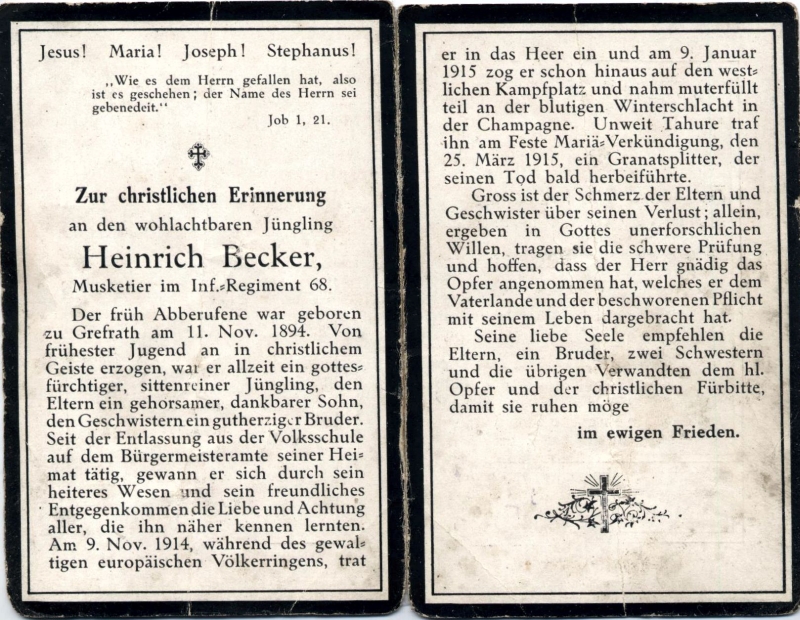 Jesus! Maria! Joseph! Stephanus!
„Wie es dem Herrn gefallen hat, also
ist es geschehen; der Name des Herrn sei
gebenedeit."
Job 1, 21.
Zur christlichen Erinnerung
an den wohlachtbaren Jüngling
Heinrich Becker,
Musketier im Inf.-Regiment 68.
Der früh Abberufene war geboren
zu Grefrath am 11. Nov. 1894. Von
frühester Jugend an in christlichem
Geiste erzogen, war er allzeit ein gottes-
fürchtiger, sittenreiner Jüngling, den
Eltern ein gehorsamer, dankbarer Sohn,
den Geschwistern ein gutherziger Bruder.
Seit der Entlassung aus der Volksschule
auf dem Bürgermeisteramte seiner Hei-
mat tätig, gewann er sich durch sein
heiteres Wesen und sein freundliches
Entgegenkommen die Liebe und Achtung
aller, die ihn näher kennen lernten.
Am 9. Nov. 1914, während des gewal-
tigen europäischen Völkerringens, trat
er in das Heer ein und am 9. Januar
1915 zog er schon hinaus auf den west-
lichen Kampfplatz und nahm muterfüllt
teil an der blutigen Winterschlacht in
der Champagne. Unweit Tahure traf
ihn am Feste Mariä-Verkündigung, den
25. März 1915, ein Granatsplitter, der
seinen Tod bald herbeiführte.
Gross ist der Schmerz der Eltern und
Geschwister über seinen Verlust; allein,
ergeben in Gottes unerforschlichen
Willen, tragen sie die schwere Prüfung
und hoffen, dass der Herr gnädig das
Opfer angenommen hat, welches er dem
Vaterlande und der beschworenen Pflicht
mit seinem Leben dargebracht hat.
Seine liebe Seele empfehlen die
Eltern, ein Bruder, zwei Schwestern
und die übrigen Verwandten dem hl.
Opfer und der christlichen Fürbitte,
damit sie ruhen möge
im ewigen Frieden.